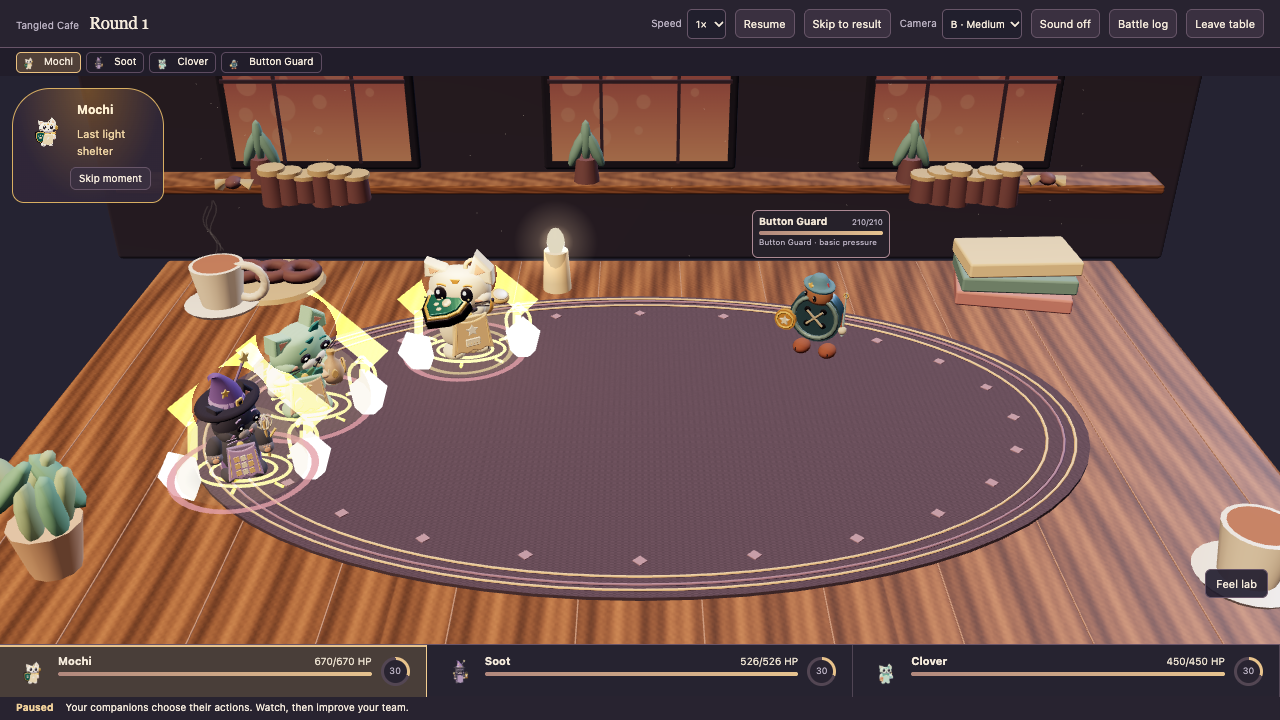 Tangled Cafe Round 1
Speed 1x Resume Skip to result Camera B · Medium Sound off Battle log Leave table
Mochi Soot Clover Button Guard
Mochi
Last light
shelter
Skip moment
Button Guard 210/210
Button Guard · basic pressure
Feel lab
Mochi 670/670 HP 30
Soot 526/526 HP 30
Clover 450/450 HP 30
Paused Your companions choose their actions. Watch, then improve your team.